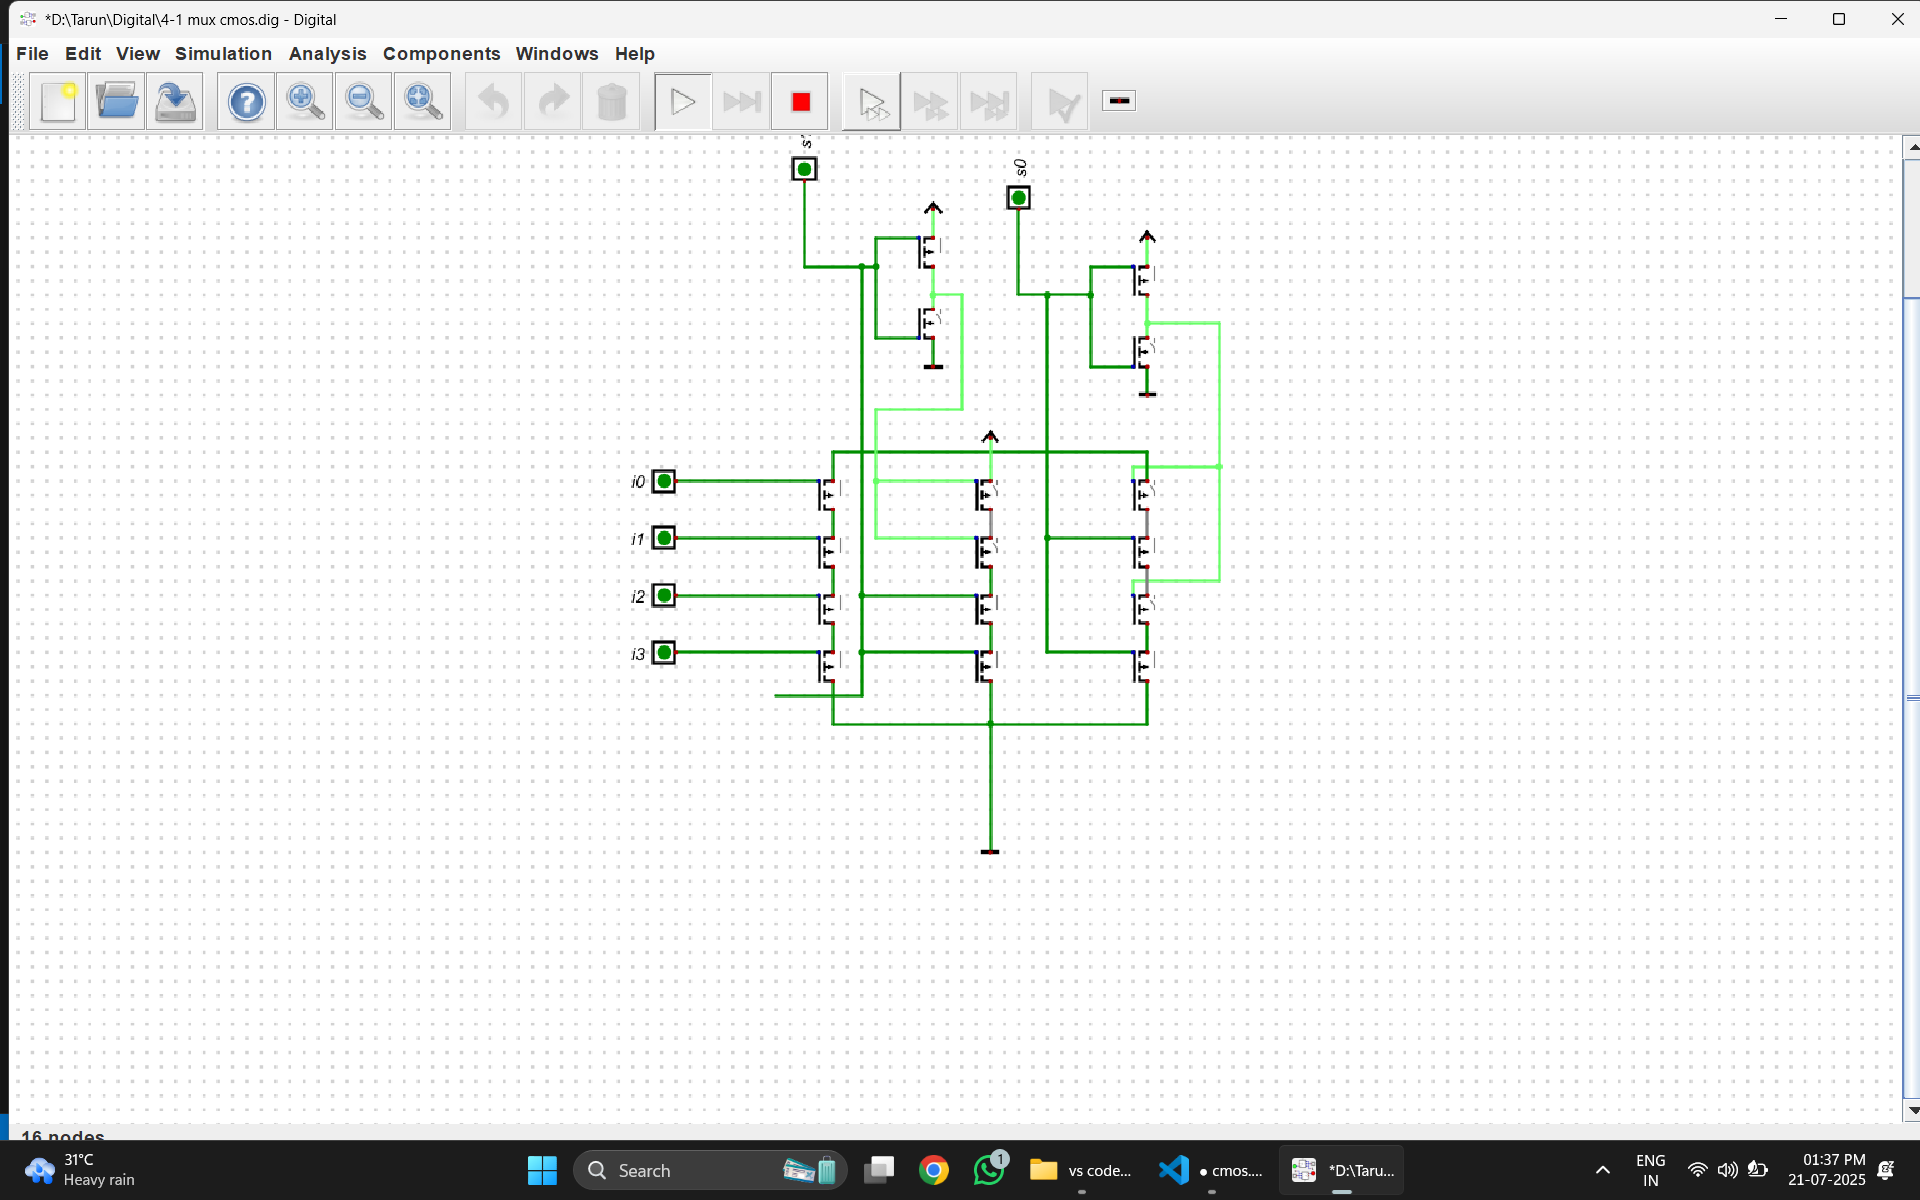 *D:\Tarun\Digital\4-1 mux cmos.dig - Digital
File Edit View Simulation Analysis Components Windows Help
s0
i0
i1
i2
i3
16 nodes
31°C
Heavy rain
Search
1
vs code...
● cmos....
*D:\Taru...
ENG
IN
01:37 PM
21-07-2025